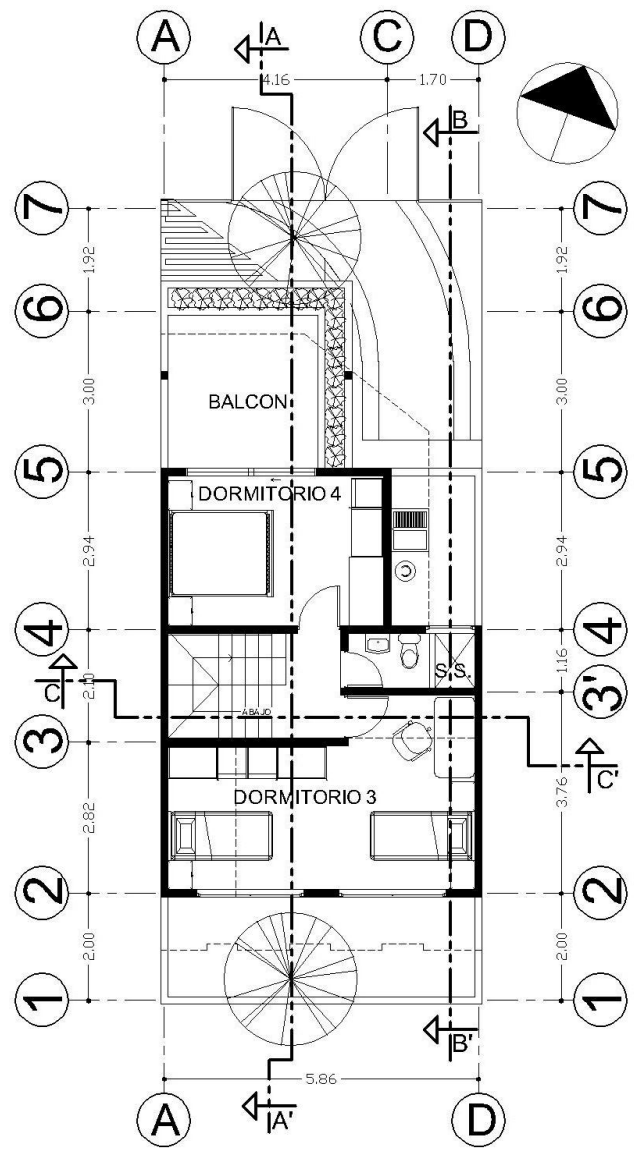 A
C
D
A
4.16
1.70
B
7
7
1.92
1.92
6
6
3.00
3.00
BALCON
5
5
DORMITORIO 4
2.94
2.94
4
4
1.16
S.S.
C
2.10
3'
ABAJO
3
C'
DORMITORIO 3
2.82
3.76
2
2
2.00
2.00
1
1
B'
5.86
A'
A
D